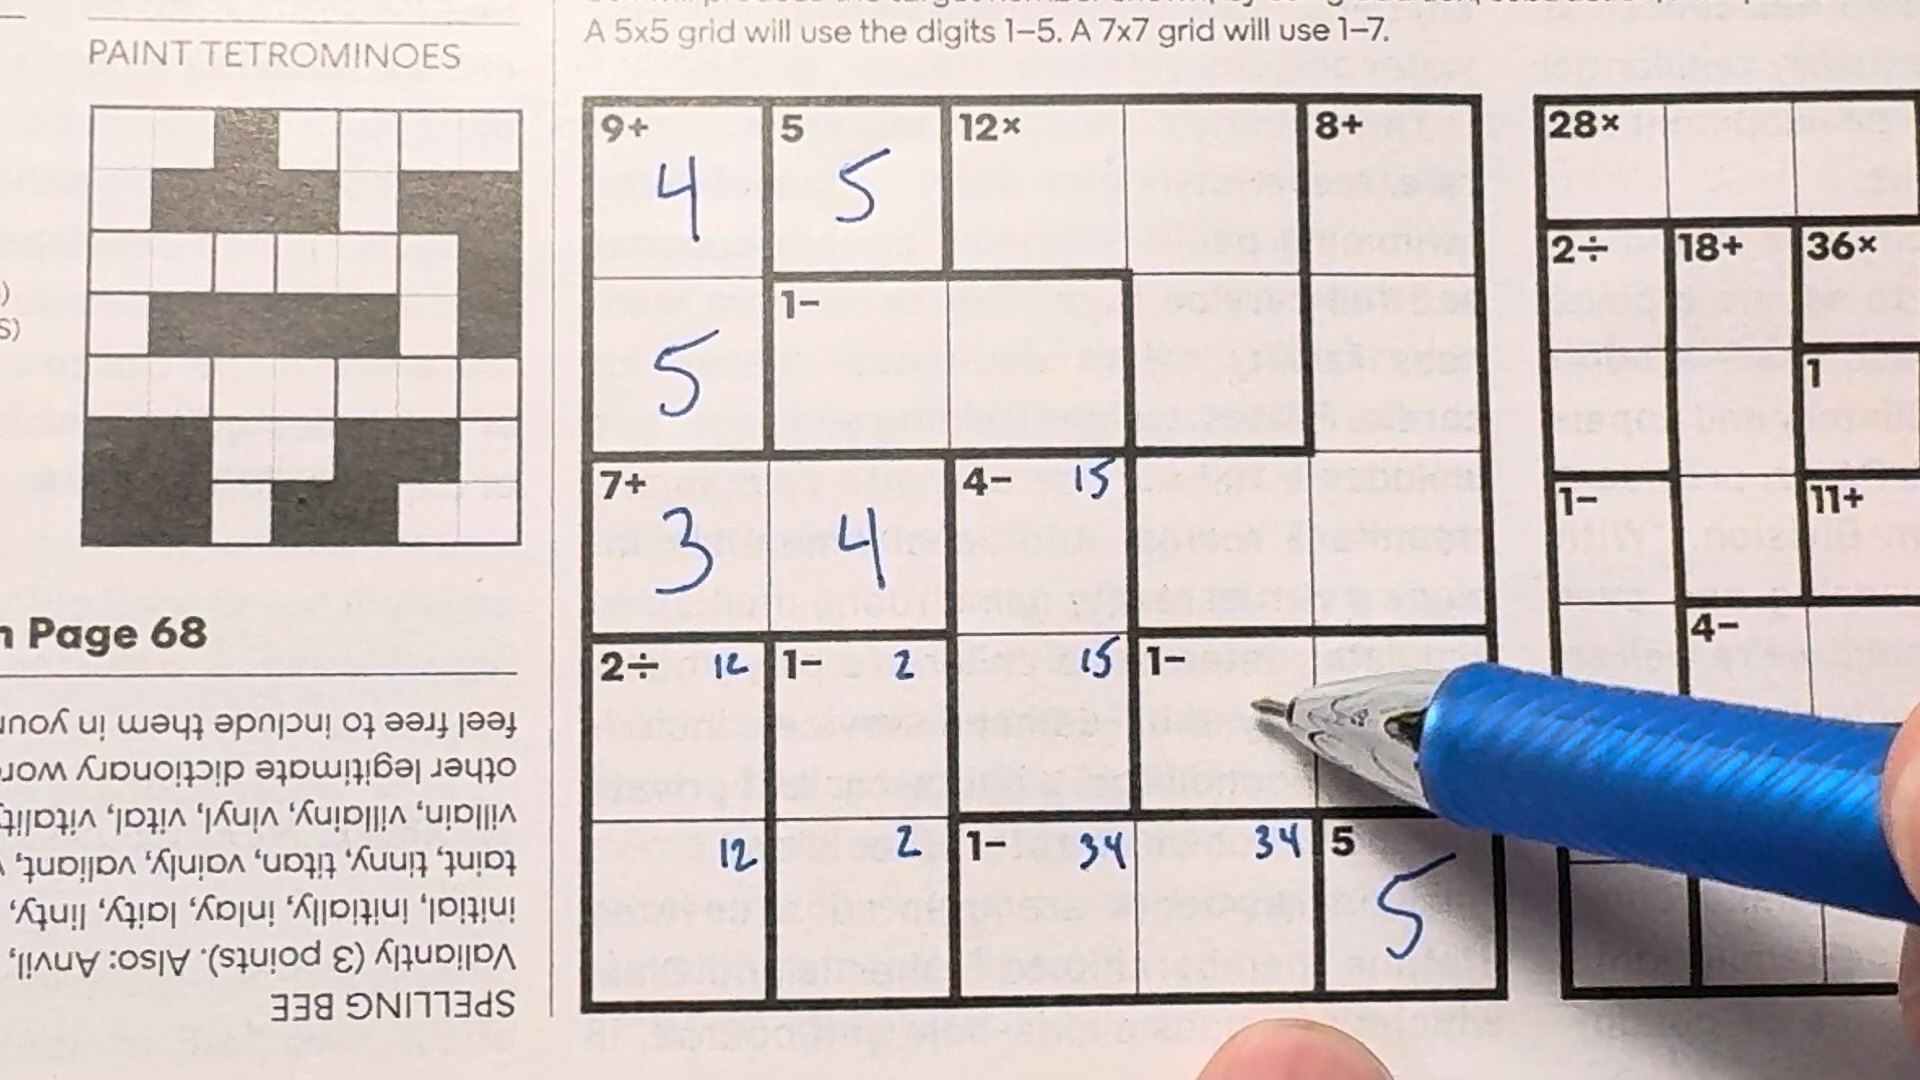 A 5x5 grid will use the digits 1–5. A 7x7 grid will use 1–7.
PAINT TETROMINOES
9+ 5 12× 8+
4 5
1–
5
7+ 4– 15
3 4
2÷ 12 1– 2 15 1–
12 2 1– 34 34 5
5
28×
2÷ 18+ 36×
1
1– 11+
4–
Page 68
SPELLING BEE
Valiantly (3 points). Also: Anvil,
initial, initially, inlay, laity, linty,
taint, tinny, titan, vainly, valiant,
villain, villainy, vinyl, vital, vitality
other legitimate dictionary
feel free to include them in your